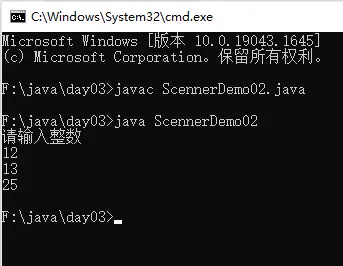 C:\Windows\System32\cmd.exe
Microsoft Windows [版本 10.0.19043.1645]
(c) Microsoft Corporation。保留所有权利。
F:\java\day03>javac ScennerDemo02.java
F:\java\day03>java ScennerDemo02
请输入整数
12
13
25
F:\java\day03>